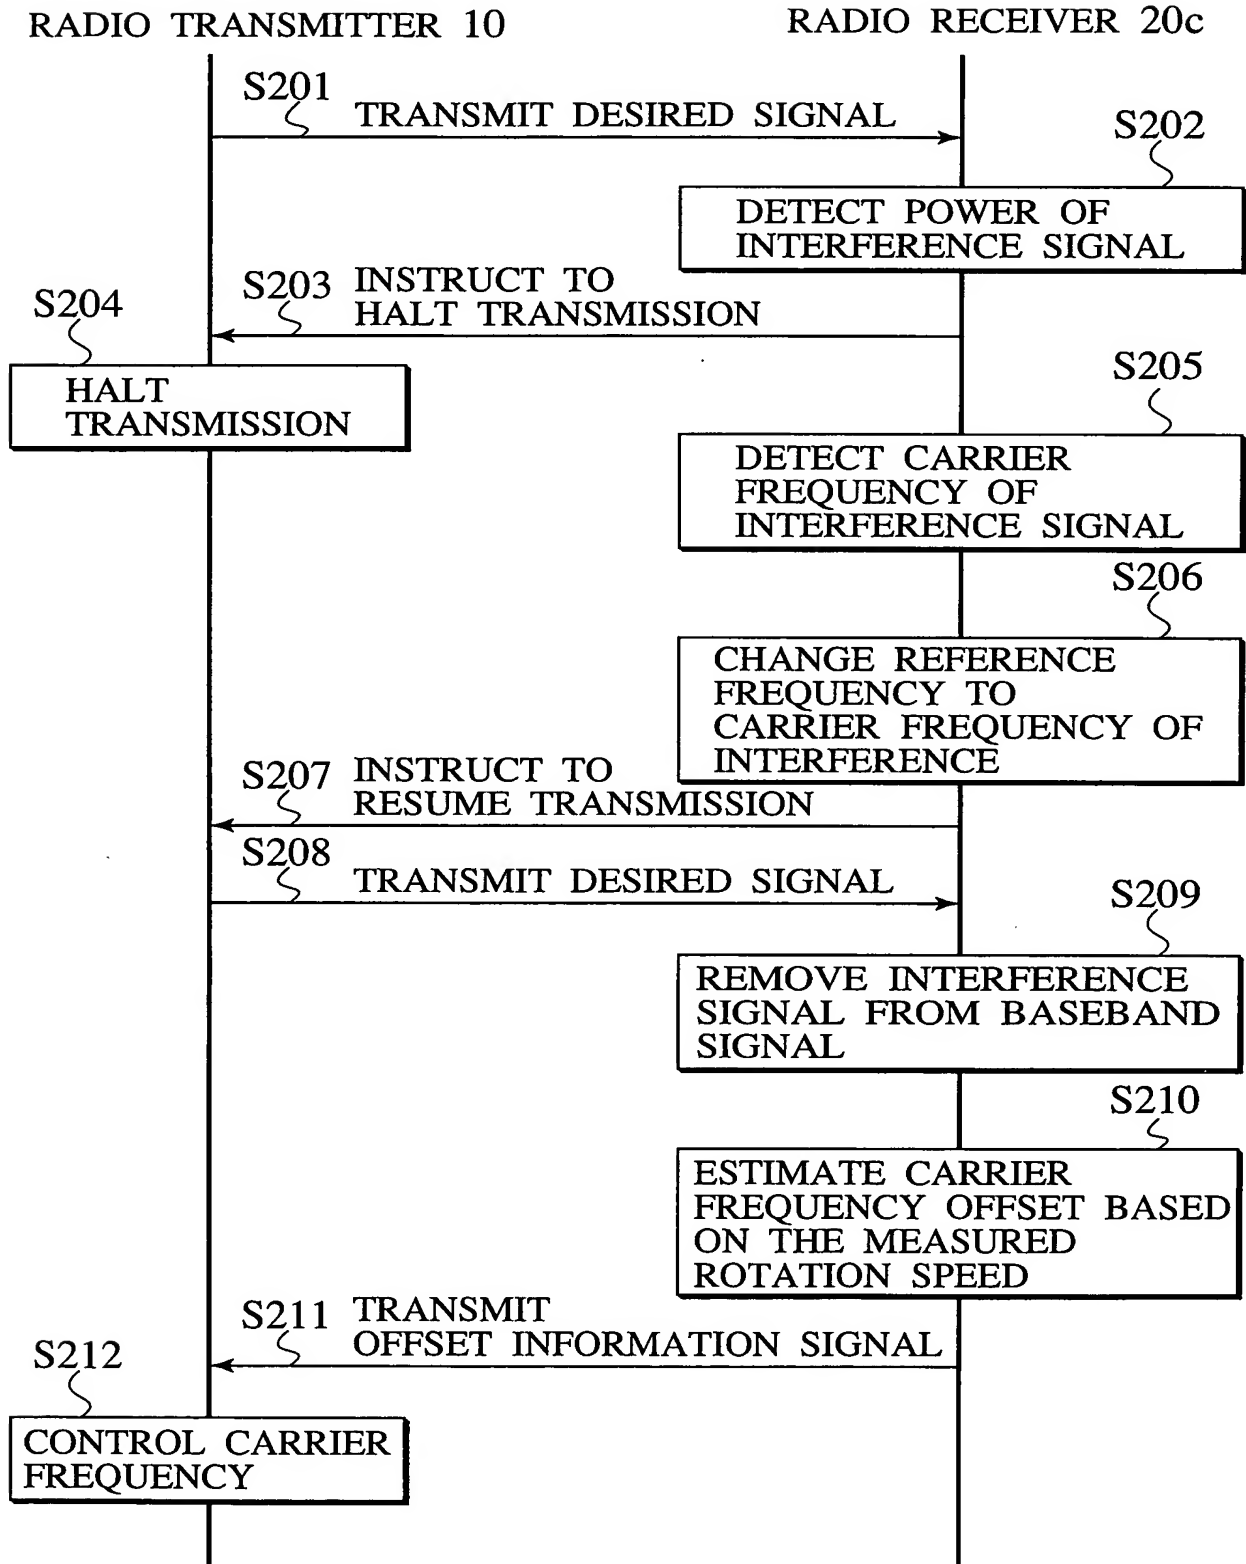 RADIO TRANSMITTER 10
RADIO RECEIVER 20c
S201
TRANSMIT DESIRED SIGNAL
S202
DETECT POWER OF
INTERFERENCE SIGNAL
S203
INSTRUCT TO
HALT TRANSMISSION
S204
HALT
TRANSMISSION
S205
DETECT CARRIER
FREQUENCY OF
INTERFERENCE SIGNAL
S206
CHANGE REFERENCE
FREQUENCY TO
CARRIER FREQUENCY OF
INTERFERENCE
S207
INSTRUCT TO
RESUME TRANSMISSION
S208
TRANSMIT DESIRED SIGNAL
S209
REMOVE INTERFERENCE
SIGNAL FROM BASEBAND
SIGNAL
S210
ESTIMATE CARRIER
FREQUENCY OFFSET BASED
ON THE MEASURED
ROTATION SPEED
S211
TRANSMIT
OFFSET INFORMATION SIGNAL
S212
CONTROL CARRIER
FREQUENCY